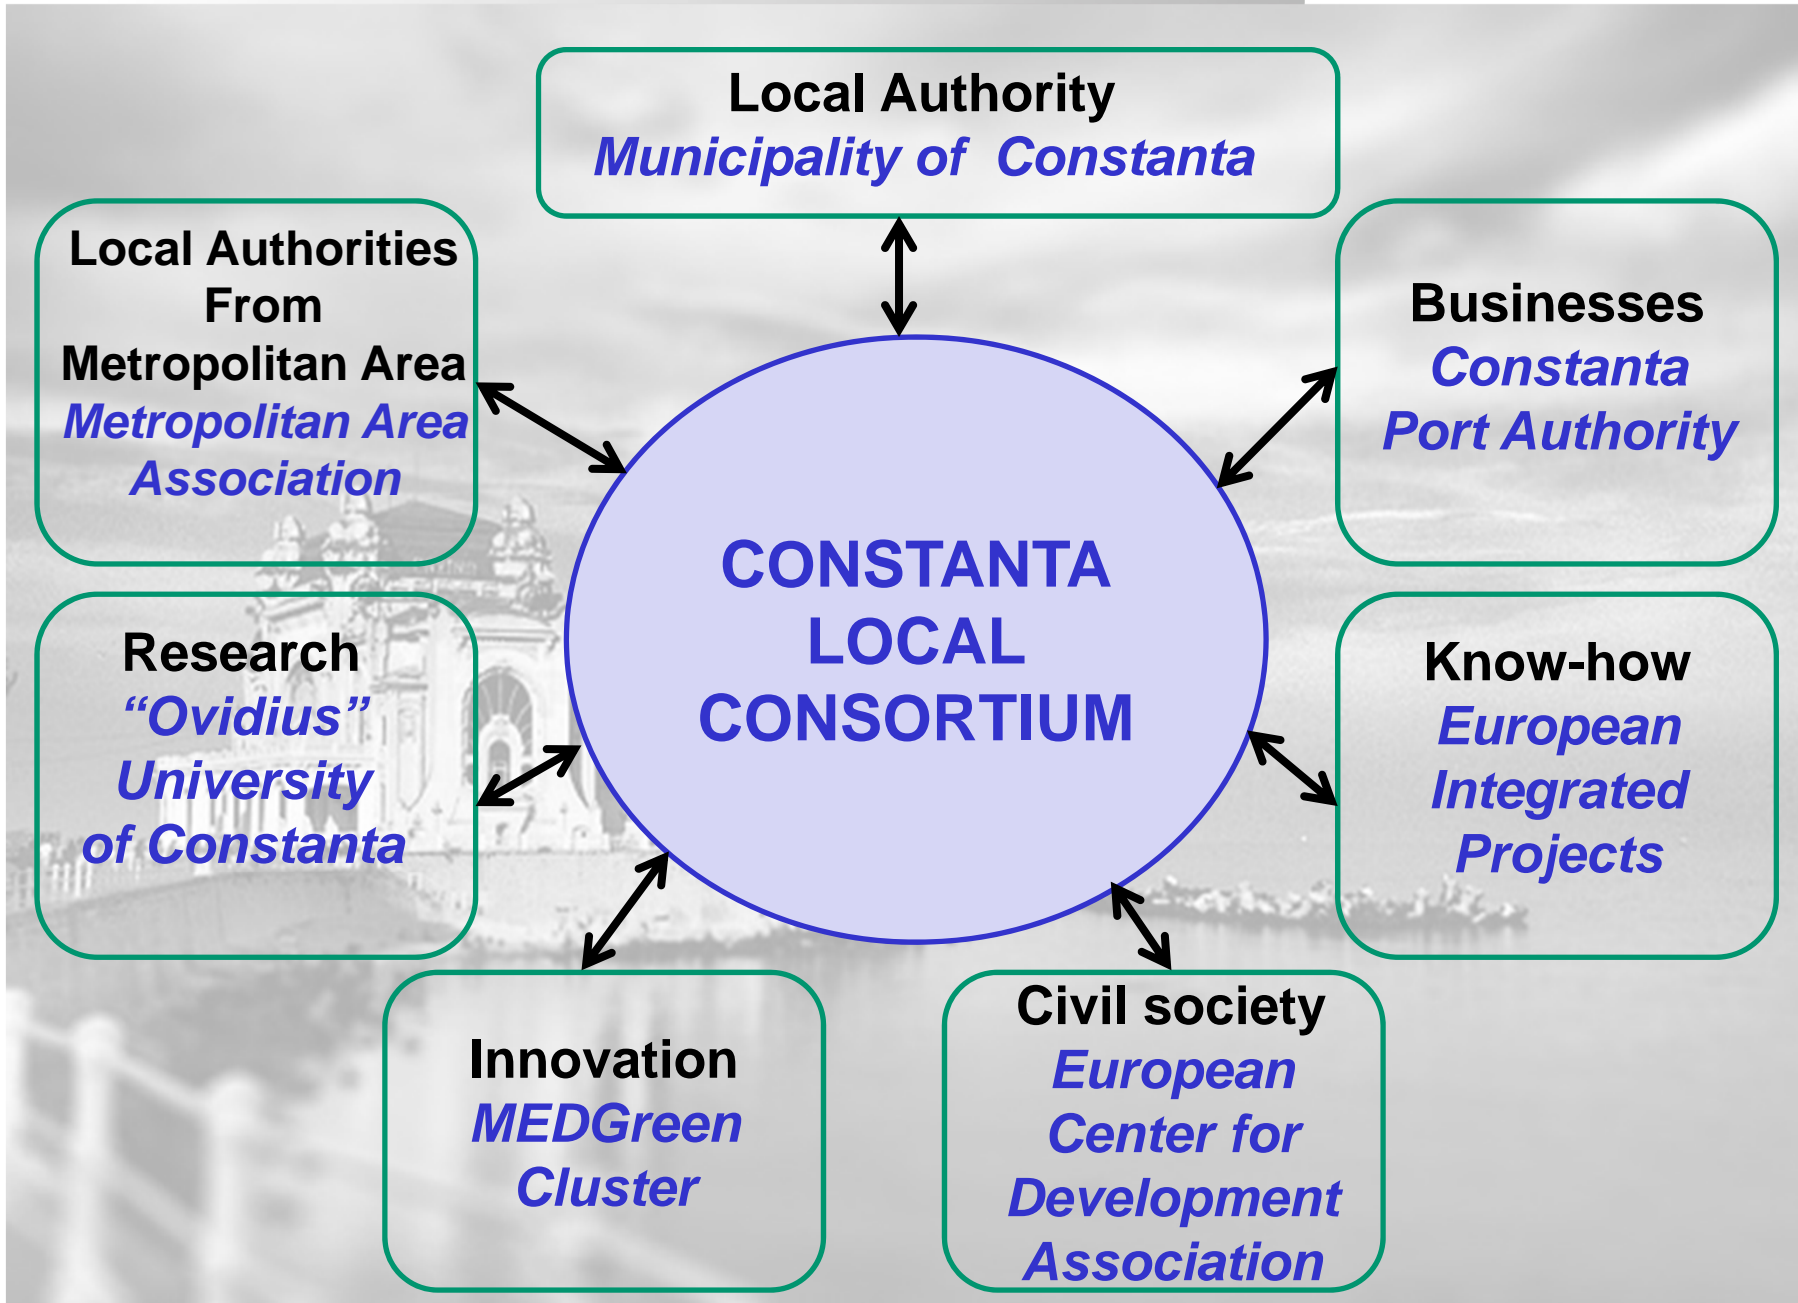 Local Authority
Municipality of Constanta
Local Authorities
From
Metropolitan Area
Metropolitan Area
Association
Businesses
Constanta
Port Authority
CONSTANTA
LOCAL
CONSORTIUM
Research
“Ovidius”
University
of Constanta
Know-how
European
Integrated
Projects
Innovation
MEDGreen
Cluster
Civil society
European
Center for
Development
Association